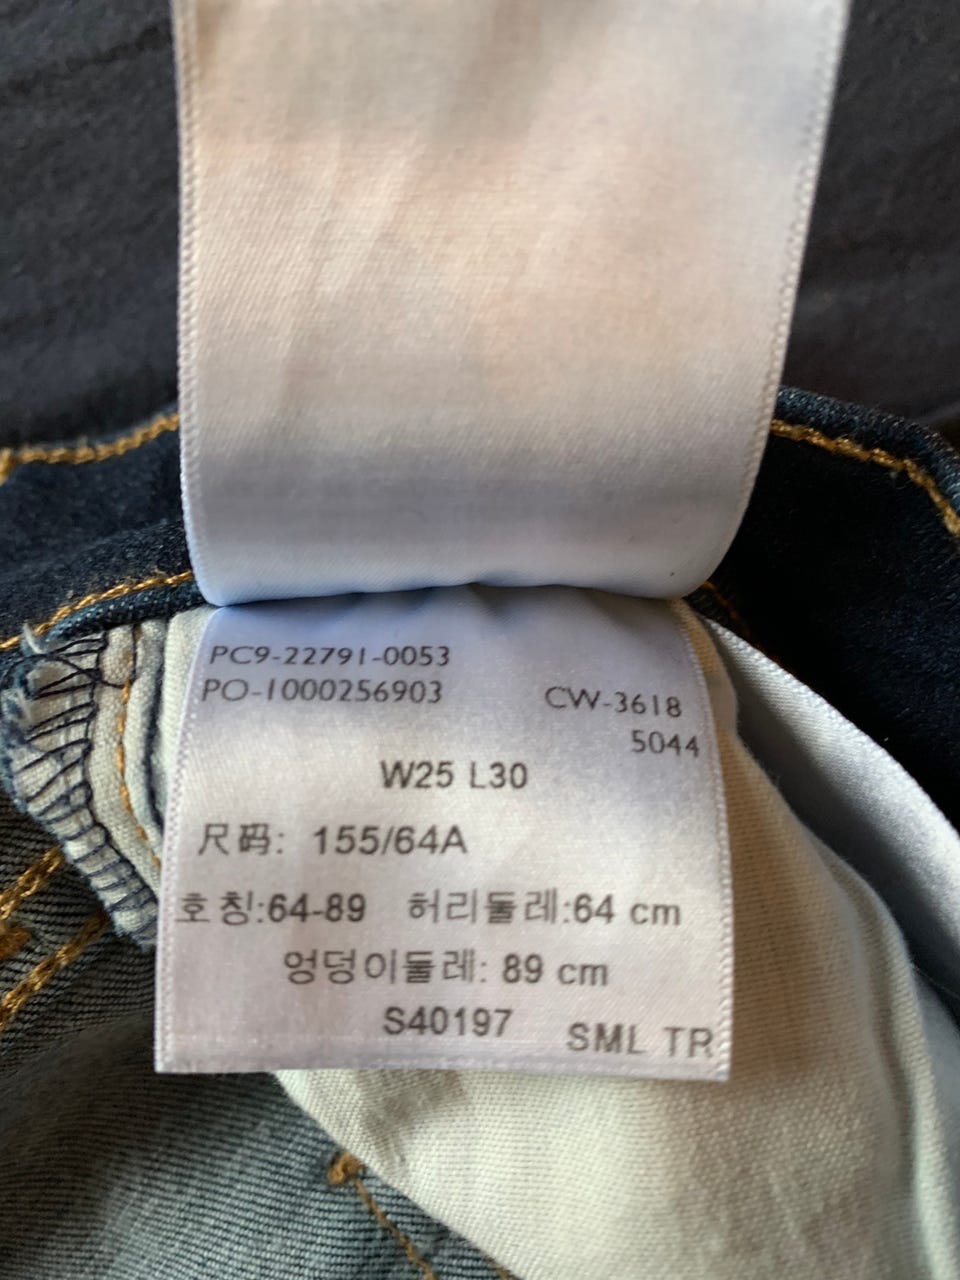 PC9-22791-0053
PO-1000256903 CW-3618
5044
W25 L30
尺码: 155/64A
호칭:64-89 허리둘레:64 cm
엉덩이둘레: 89 cm
S40197 SML TR